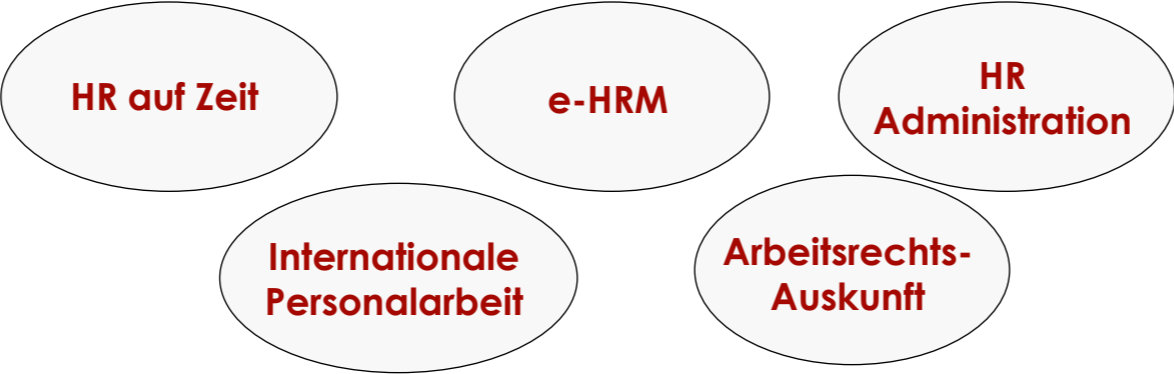 HR auf Zeit
e-HRM
HR
Administration
Internationale
Personalarbeit
Arbeitsrechts-
Auskunft